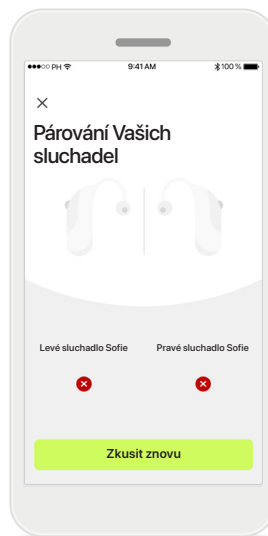 ●●●○○ PH 9:41 AM 100 %
Párování Vašich
sluchadel
Levé sluchadlo Sofie Pravé sluchadlo Sofie
Zkusit znovu